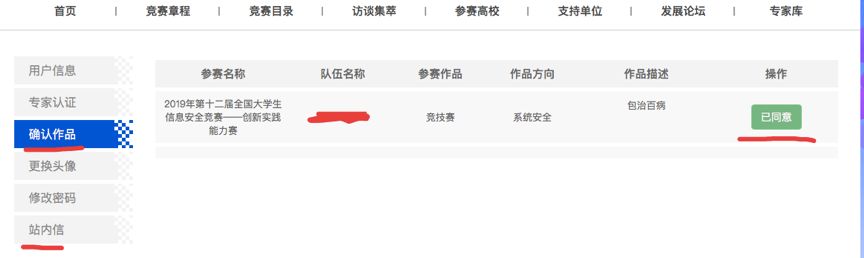 首页 | 竞赛章程 | 竞赛目录 | 访谈集萃 | 参赛高校 | 支持单位 | 发展论坛 | 专家库
用户信息
专家认证
确认作品
更换头像
修改密码
站内信
参赛名称 队伍名称 参赛作品 作品方向 作品描述 操作
2019年第十二届全国大学生
信息安全竞赛——创新实践
能力赛
竞技赛
系统安全
包治百病
已同意